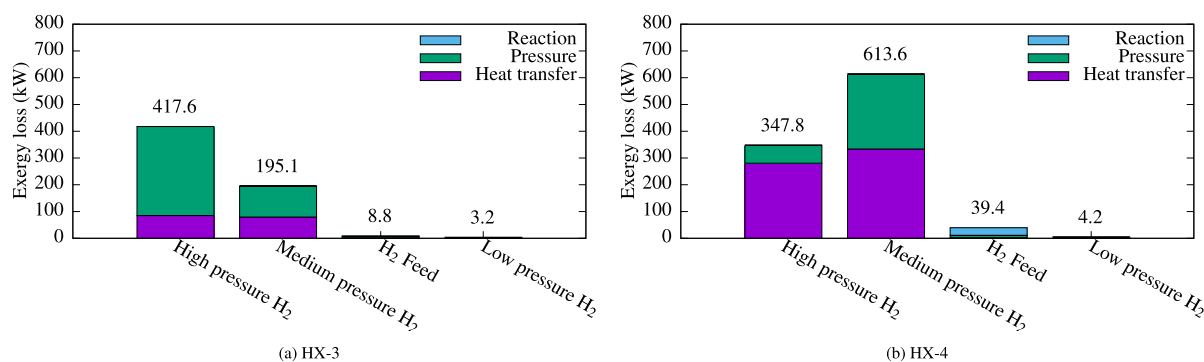 800
700
600
500
400
300
200
100
0
Exergy loss (kW)
Reaction
Pressure
Heat transfer
417.6
195.1
8.8
3.2
High pressure H2
Medium pressure H2
H2 Feed
Low pressure H2
(a) HX-3
800
700
600
500
400
300
200
100
0
Exergy loss (kW)
Reaction
Pressure
Heat transfer
347.8
613.6
39.4
4.2
High pressure H2
Medium pressure H2
H2 Feed
Low pressure H2
(b) HX-4